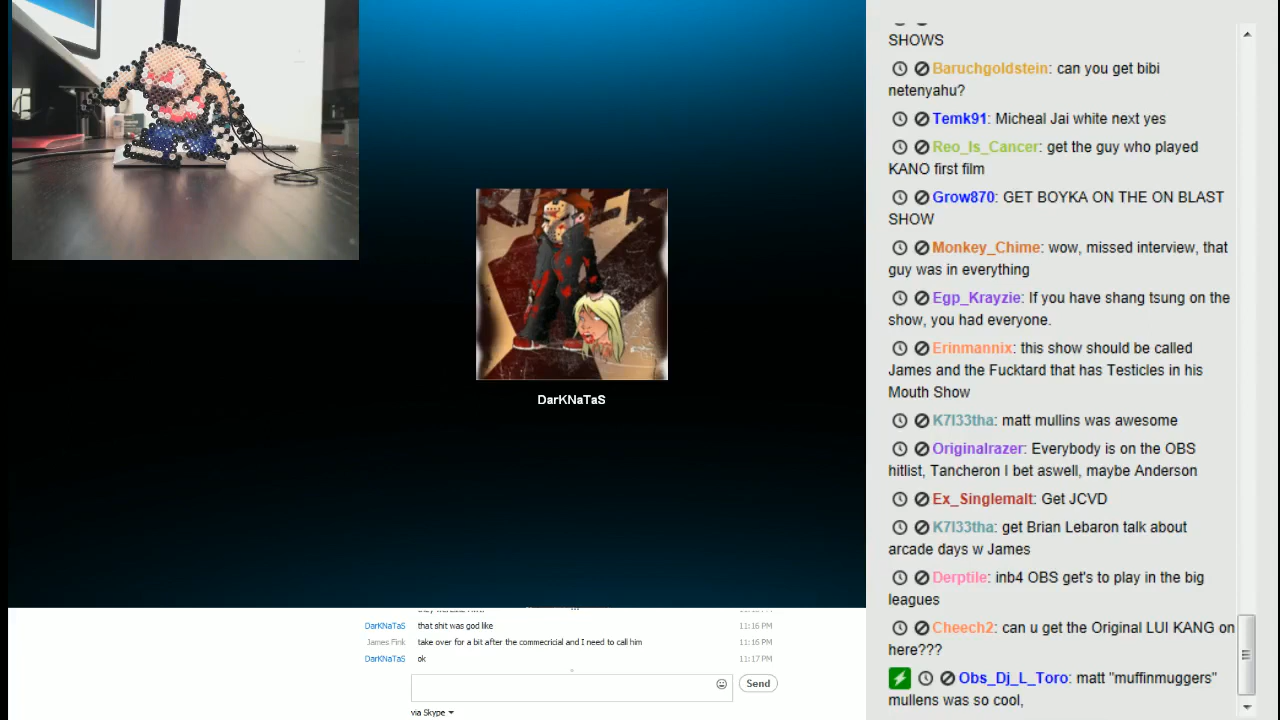 SHOWS
Baruchgoldstein: can you get bibi
netenyahu?
Temk91: Micheal Jai white next yes
Reo_Is_Cancer: get the guy who played
KANO first film
Grow870: GET BOYKA ON THE ON BLAST
SHOW
Monkey_Chime: wow, missed interview, that
guy was in everything
Egp_Krayzie: If you have shang tsung on the
show, you had everyone.
Erinmannix: this show should be called
James and the Fucktard that has Testicles in his
Mouth Show
K7l33tha: matt mullins was awesome
Originalrazer: Everybody is on the OBS
hitlist, Tancheron I bet aswell, maybe Anderson
Ex_Singlemalt: Get JCVD
K7l33tha: get Brian Lebaron talk about
arcade days w James
Derptile: inb4 OBS get's to play in the big
leagues
Cheech2: can u get the Original LUI KANG on
here???
Obs_Dj_L_Toro: matt "muffinmuggers"
mullens was so cool,
DarKNaTaS
DarKNaTaS that shit was god like 11:16 PM
James Fink take over for a bit after the commecricial and I need to call him 11:16 PM
DarKNaTaS ok 11:17 PM
Send
via Skype